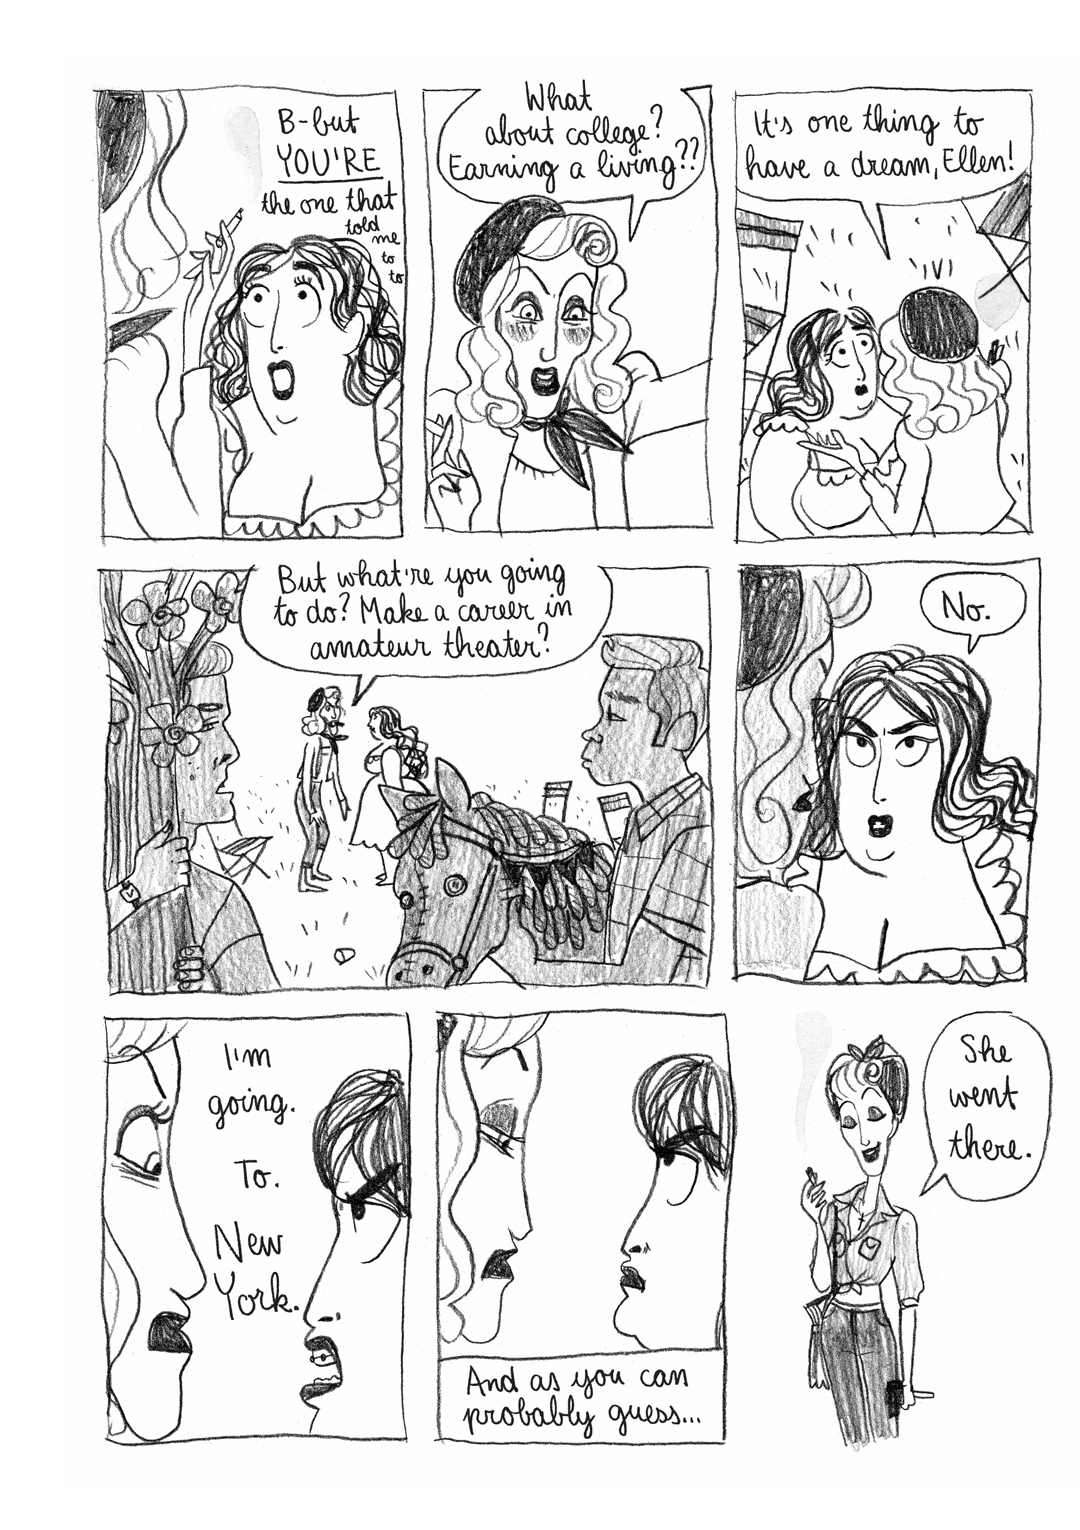 B-but
YOU'RE
the one that
told
me
to
to
What
about college?
Earning a living??
It's one thing to
have a dream, Ellen!
But what're you going
to do? Make a career in
amateur theater?
No.
I'm
going.
To.
New
York.
And as you can
probably guess...
She
went
there.